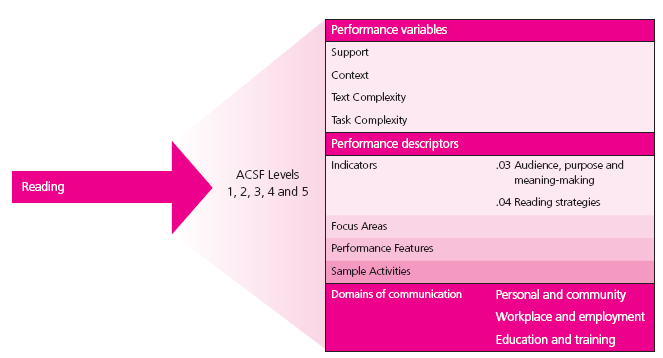 Reading
ACSF Levels
1, 2, 3, 4 and 5
Performance variables
Support
Context
Text Complexity
Task Complexity
Performance descriptors
Indicators
.03 Audience, purpose and
meaning-making
.04 Reading strategies
Focus Areas
Performance Features
Sample Activities
Domains of communication
Personal and community
Workplace and employment
Education and training